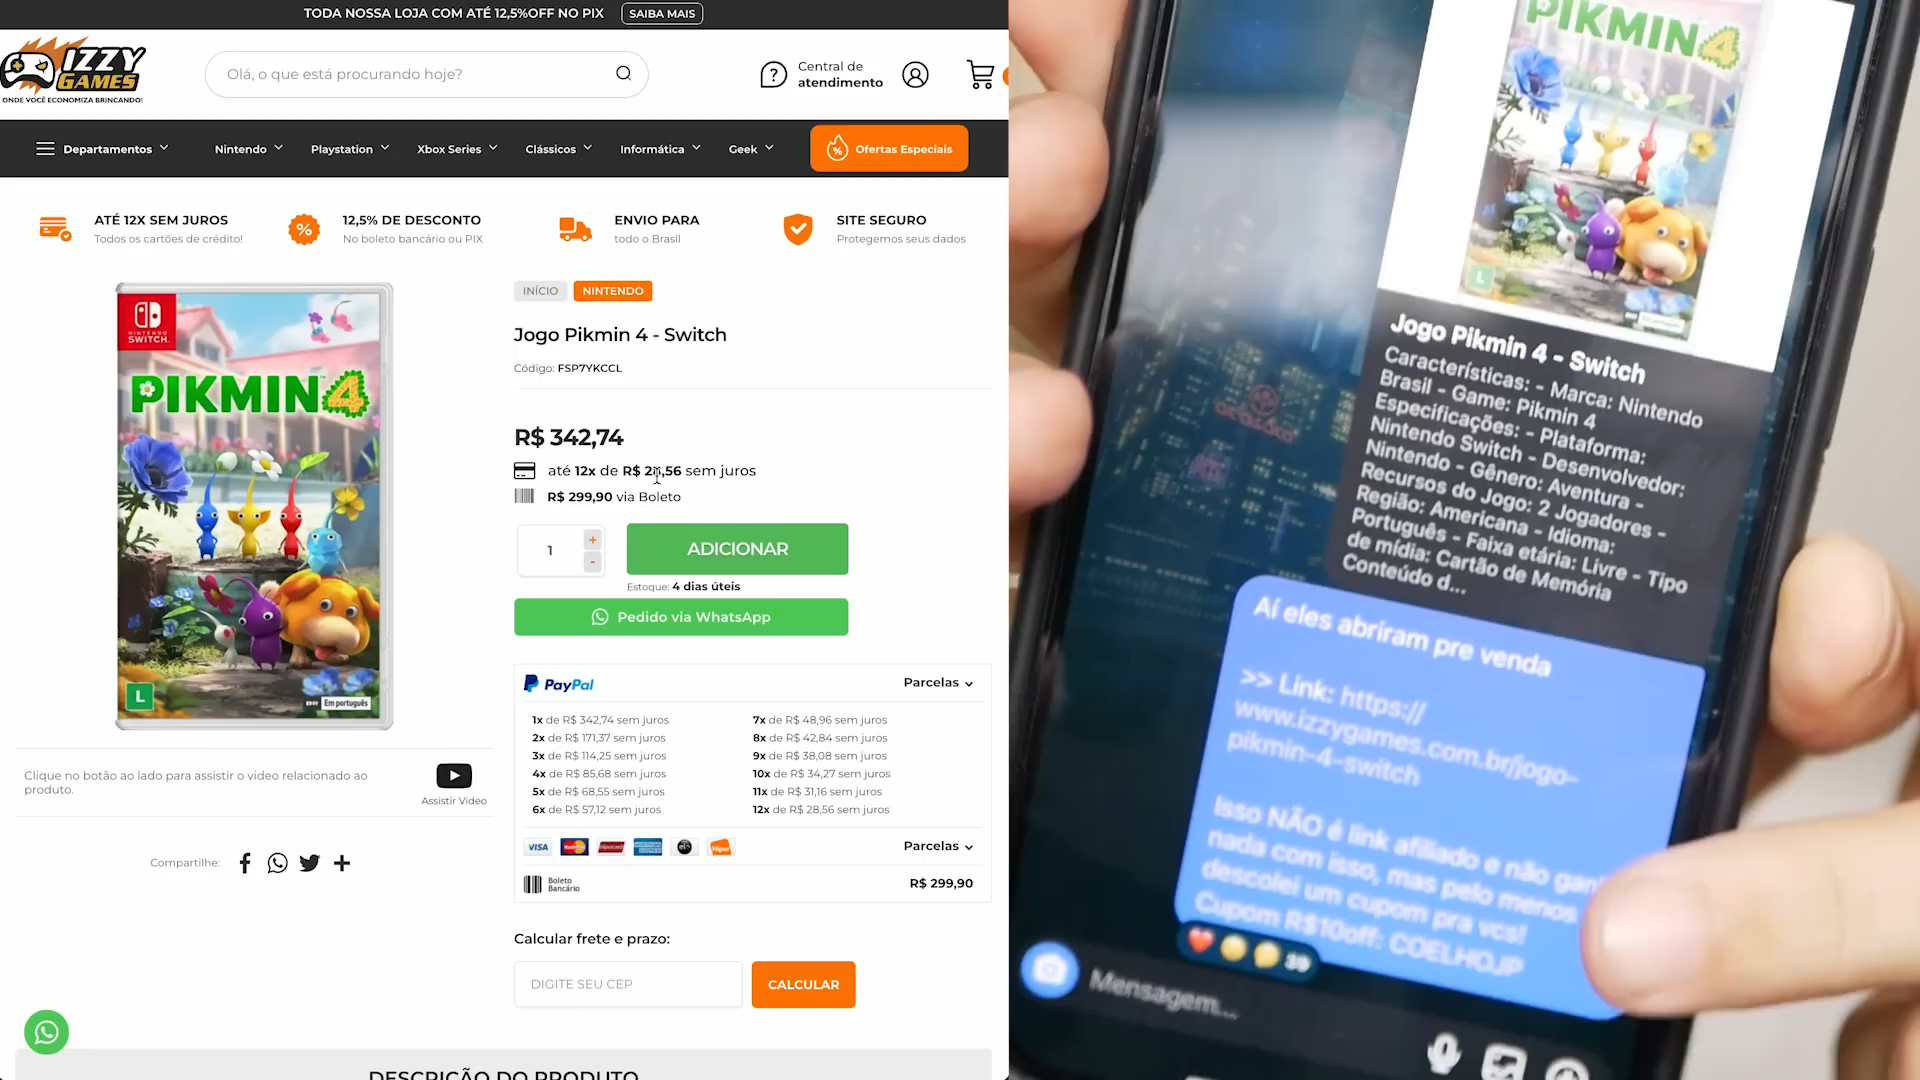 TODA NOSSA LOJA COM ATÉ 12,5%OFF NO PIX SAIBA MAIS
IZZY
GAMES
ONDE VOCÊ ECONOMIZA BRINCANDO!
Olá, o que está procurando hoje?
Central de
atendimento
Departamentos Nintendo Playstation Xbox Series Clássicos Informática Geek Ofertas Especiais
ATÉ 12X SEM JUROS
Todos os cartões de crédito!
12,5% DE DESCONTO
No boleto bancário ou PIX
ENVIO PARA
todo o Brasil
SITE SEGURO
Protegemos seus dados
NINTENDO
SWITCH
PIKMIN 4
L
Em português
INÍCIO NINTENDO
Jogo Pikmin 4 - Switch
Código: FSP7YKCCL
R$ 342,74
até 12x de R$ 28,56 sem juros
R$ 299,90 via Boleto
1
+
-
ADICIONAR
Estoque: 4 dias úteis
Pedido via WhatsApp
PayPal Parcelas
1x de R$ 342,74 sem juros
2x de R$ 171,37 sem juros
3x de R$ 114,25 sem juros
4x de R$ 85,68 sem juros
5x de R$ 68,55 sem juros
6x de R$ 57,12 sem juros
7x de R$ 48,96 sem juros
8x de R$ 42,84 sem juros
9x de R$ 38,08 sem juros
10x de R$ 34,27 sem juros
11x de R$ 31,16 sem juros
12x de R$ 28,56 sem juros
VISA Hiper Parcelas
Boleto
Bancário
R$ 299,90
Clique no botão ao lado para assistir o video relacionado ao
produto.
Assistir Video
Compartilhe:
Calcular frete e prazo:
DIGITE SEU CEP
CALCULAR
DESCRIÇÃO DO PRODUTO
PIKMIN 4
L
Jogo Pikmin 4 - Switch
Características: - Marca: Nintendo
Brasil - Game: Pikmin 4
Especificações: - Plataforma:
Nintendo Switch - Desenvolvedor:
Nintendo - Gênero: Aventura -
Recursos do Jogo: 2 Jogadores -
Região: Americana - Idioma:
Português - Faixa etária: Livre - Tipo
de mídia: Cartão de Memória
Conteúdo d...
Aí eles abriram pre venda
>> Link: https://
www.izzygames.com.br/jogo-
pikmin-4-switch
Isso NÃO é link afiliado e não
nada com isso, mas pelo menos
descolei um cupom pra vcs!
Cupom R$10off: COELHOJP
39
Mensagem...